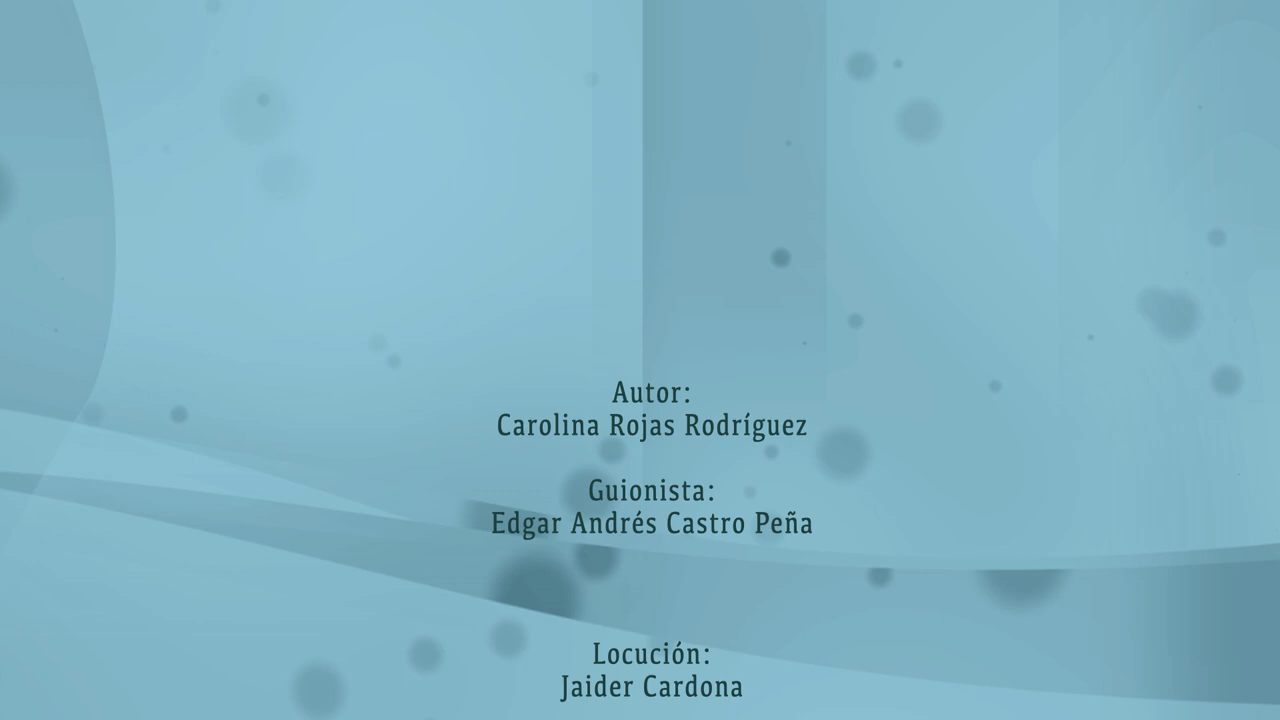 Autor:
Carolina Rojas Rodríguez
Guionista:
Edgar Andrés Castro Peña
Locución:
Jaider Cardona